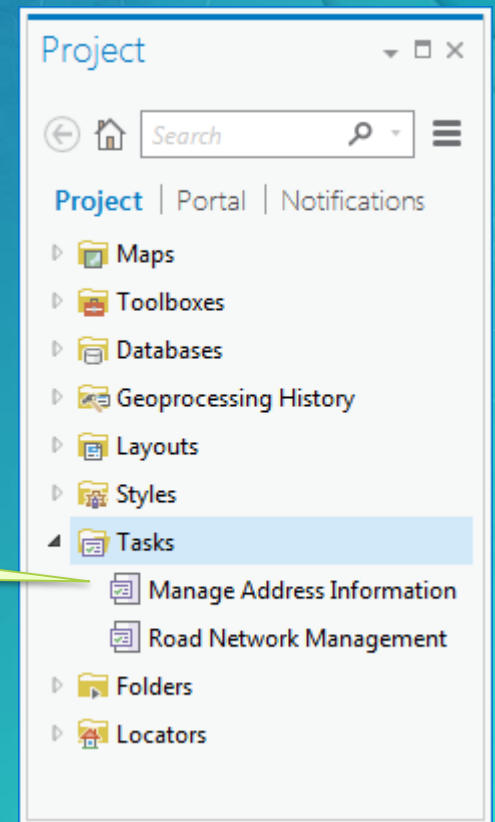 Project
Search
Project | Portal | Notifications
Maps
Toolboxes
Databases
Geoprocessing History
Layouts
Styles
Tasks
Manage Address Information
Road Network Management
Folders
Locators